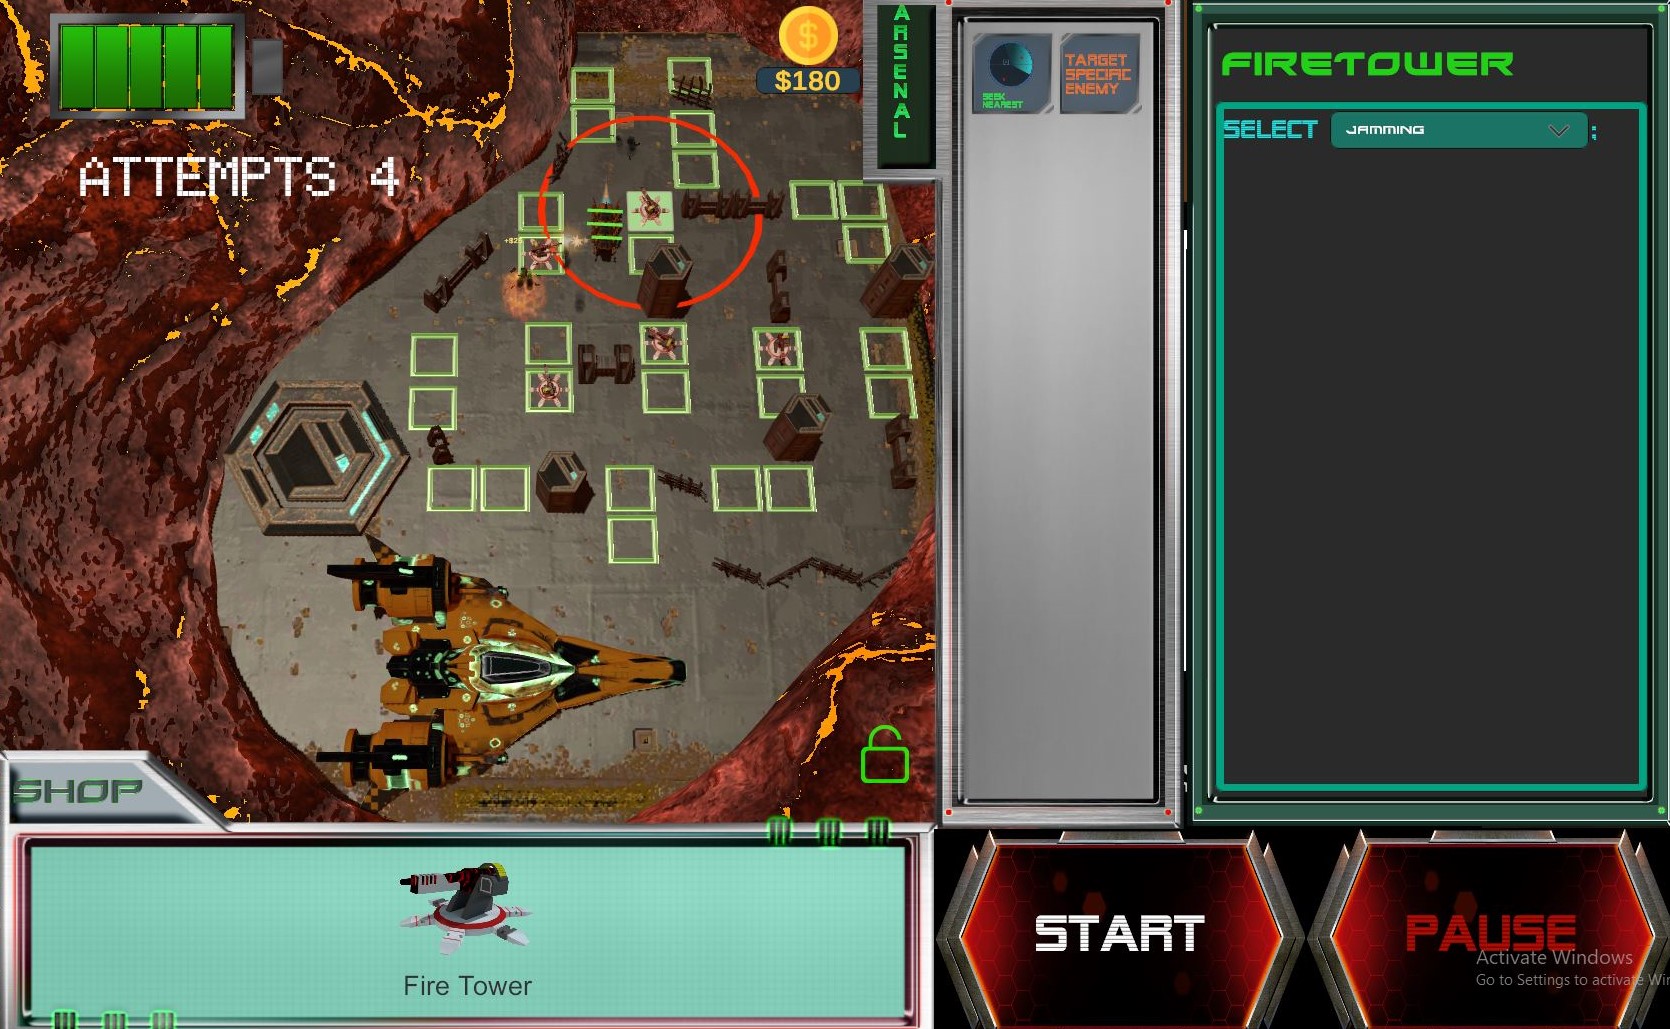 $180
ATTEMPTS 4
ARSENAL
SEEK
NEAREST
TARGET
SPECIFIC
ENEMY
FIRETOWER
SELECT JAMMING :
SHOP
Fire Tower
START
PAUSE
Activate Windows
Go to Settings to activate Wi